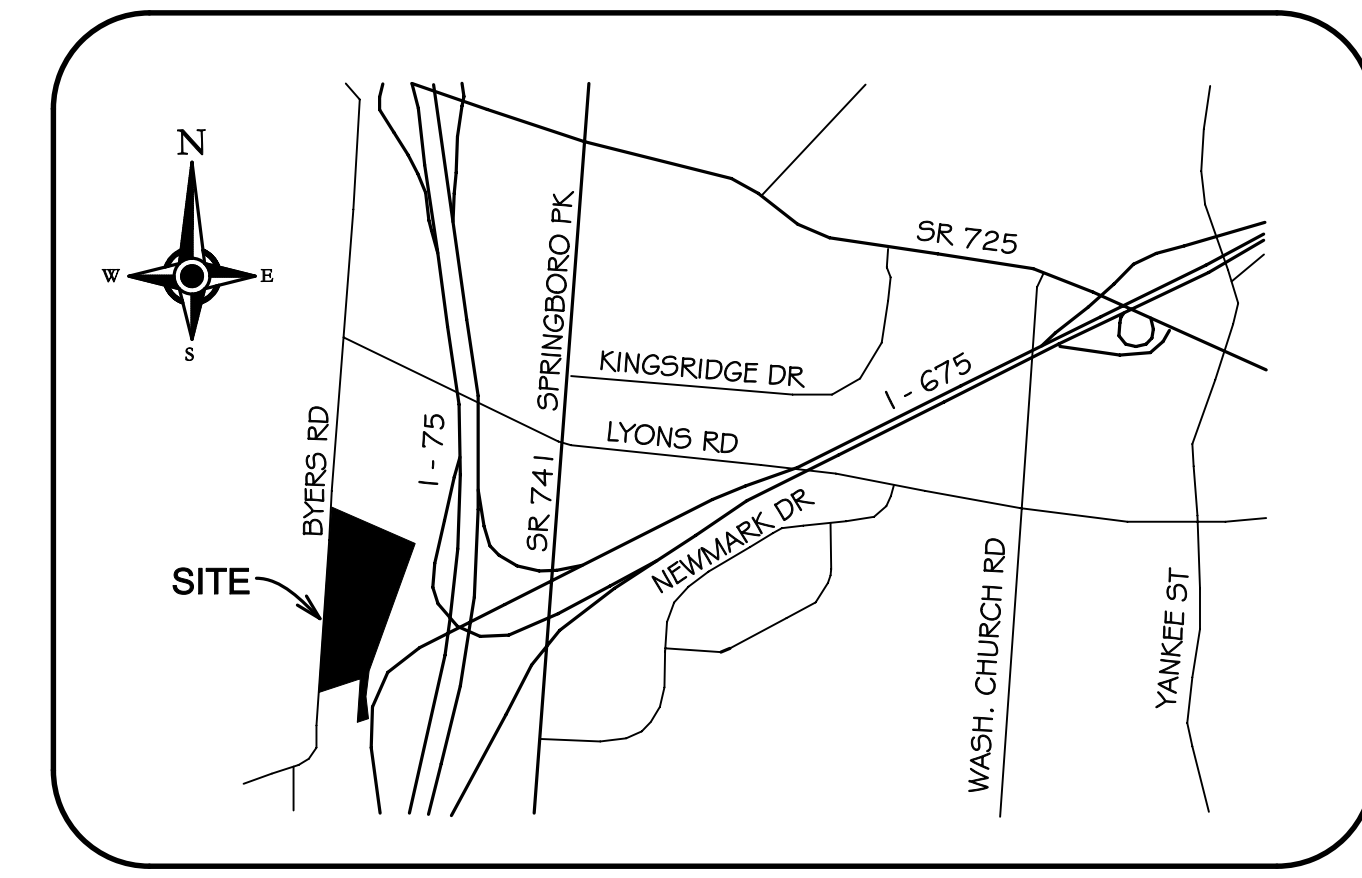 N
W
E
S
SR 725
SPRINGBORO PK
KINGSRIDGE DR
I - 675
BYERS RD
I - 75
LYONS RD
SR 741
NEWMARK DR
SITE
WASH. CHURCH RD
YANKEE ST